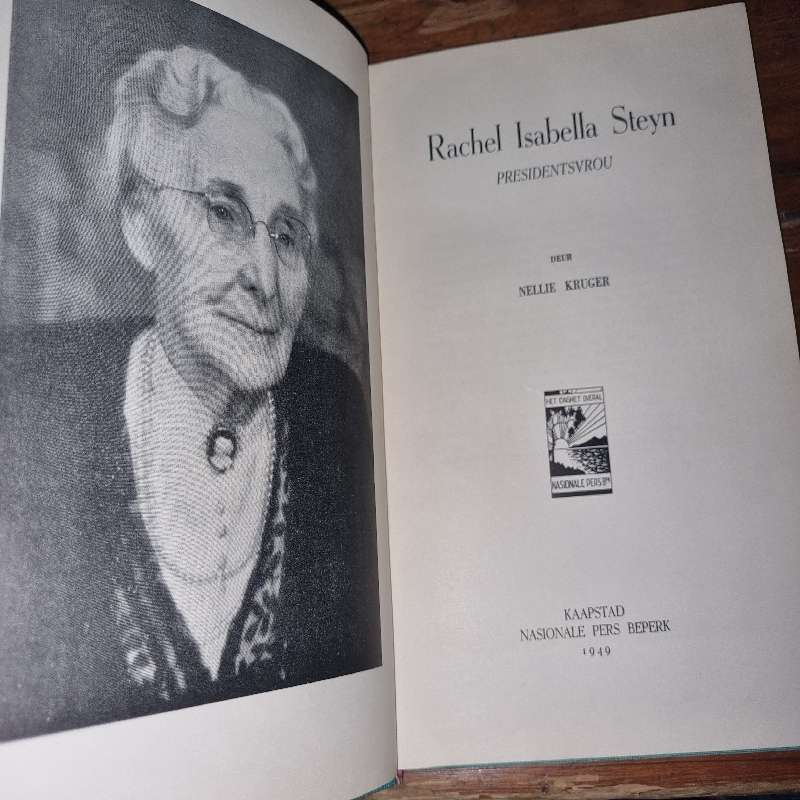 Rachel Isabella Steyn
PRESIDENTSVROU
DEUR
NELLIE KRUGER
HET DAGHET OVERAL
NASIONALE PERS BPK
KAAPSTAD
NASIONALE PERS BEPERK
1949